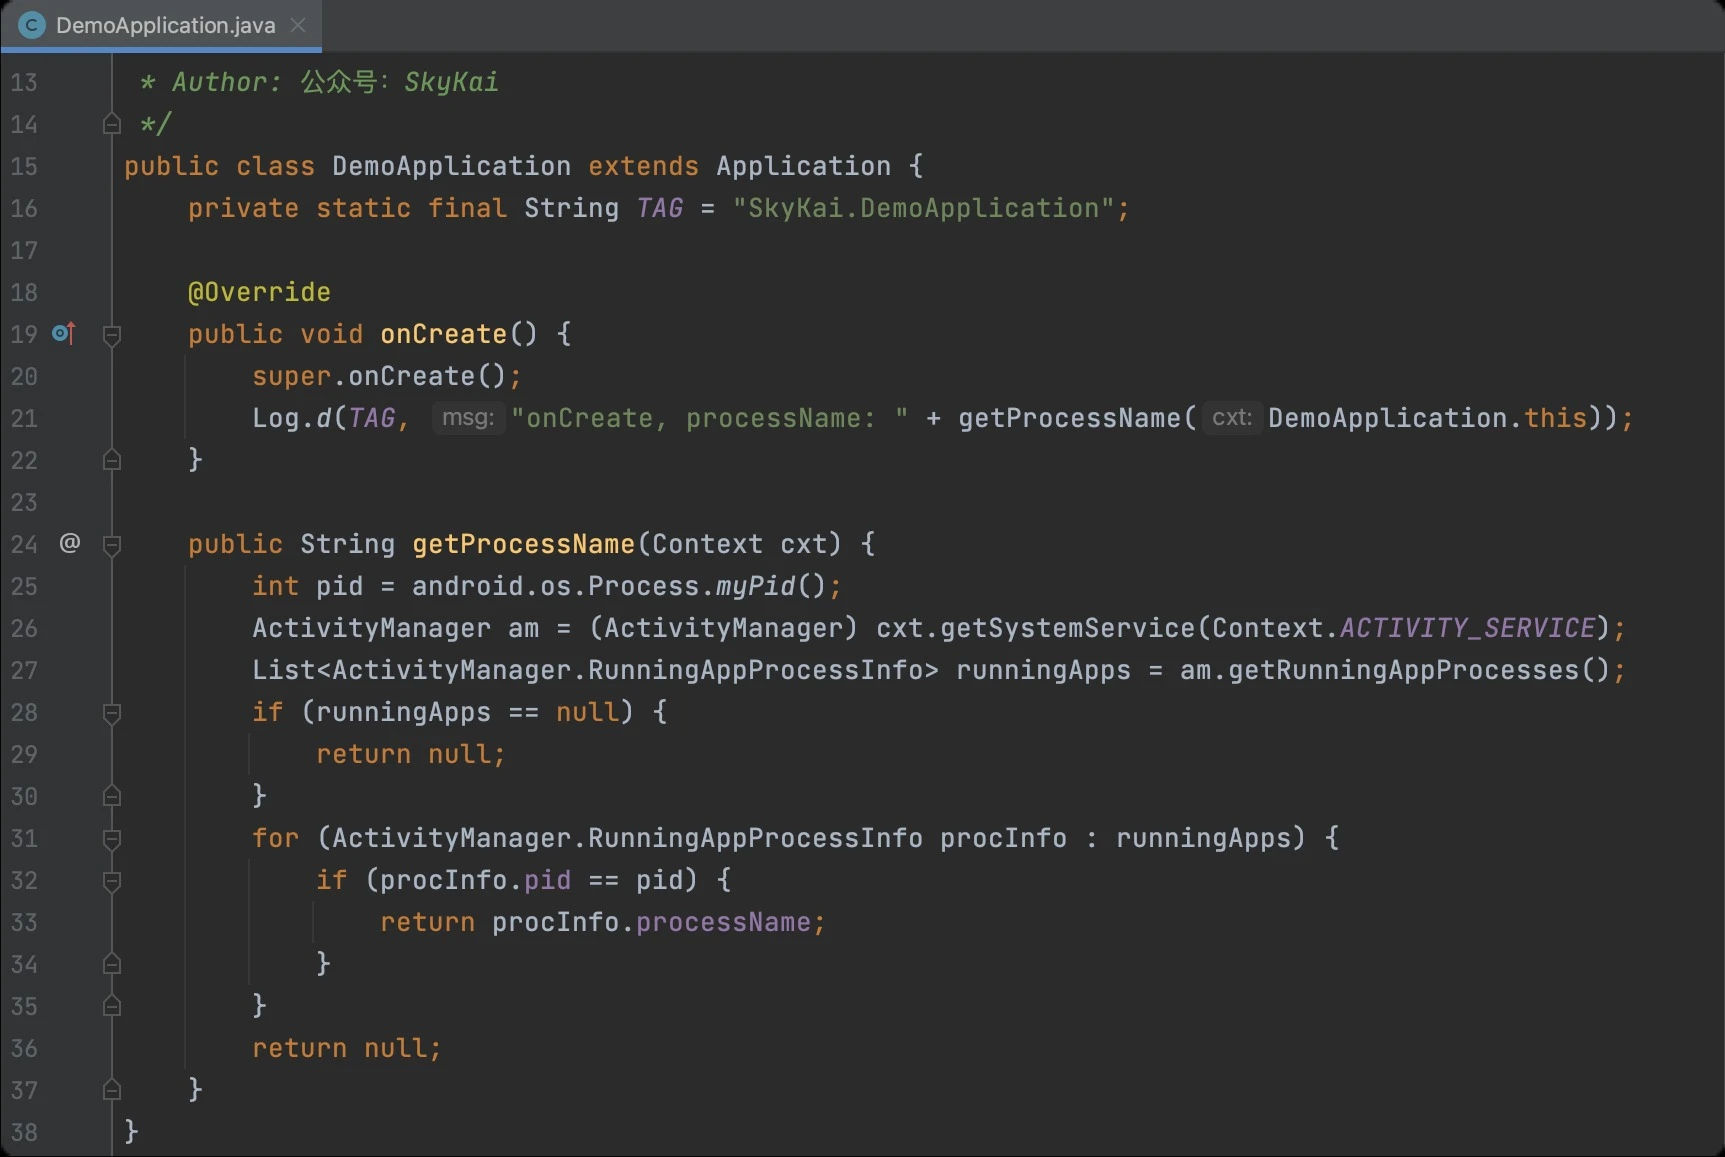 DemoApplication.java
13  * Author: 公众号：SkyKai
14  */
15 public class DemoApplication extends Application {
16     private static final String TAG = "SkyKai.DemoApplication";
17
18     @Override
19     public void onCreate() {
20         super.onCreate();
21         Log.d(TAG, msg: "onCreate, processName: " + getProcessName( cxt: DemoApplication.this));
22     }
23
24 @   public String getProcessName(Context cxt) {
25         int pid = android.os.Process.myPid();
26         ActivityManager am = (ActivityManager) cxt.getSystemService(Context.ACTIVITY_SERVICE);
27         List<ActivityManager.RunningAppProcessInfo> runningApps = am.getRunningAppProcesses();
28         if (runningApps == null) {
29             return null;
30         }
31         for (ActivityManager.RunningAppProcessInfo procInfo : runningApps) {
32             if (procInfo.pid == pid) {
33                 return procInfo.processName;
34             }
35         }
36         return null;
37     }
38 }